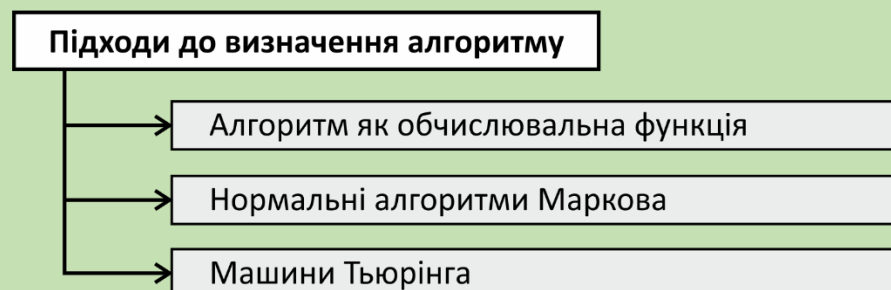 Підходи до визначення алгоритму
Алгоритм як обчислювальна функція
Нормальні алгоритми Маркова
Машини Тьюрінга